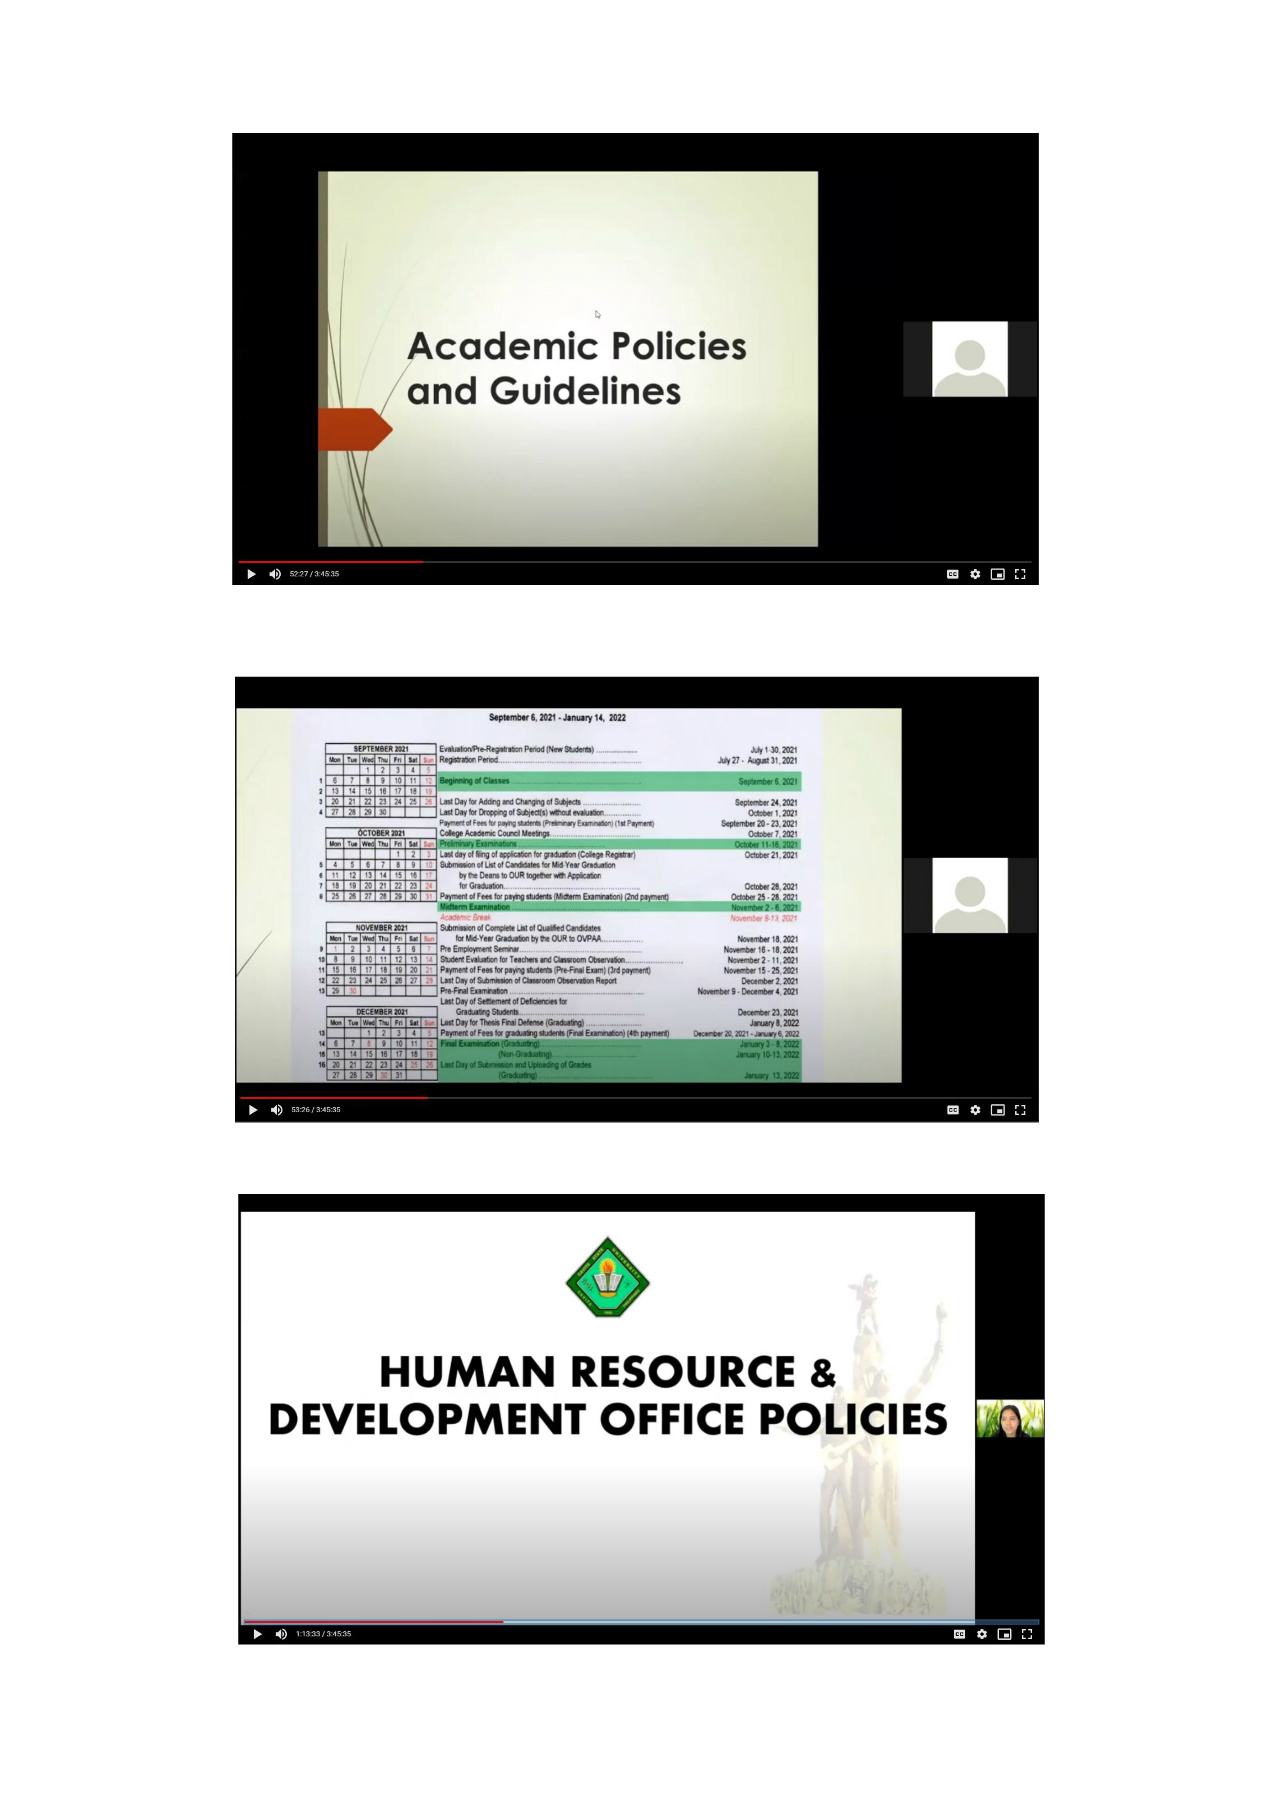 Academic Policies
and Guidelines
52:27 / 3:45:35
September 6, 2021 - January 14, 2022
SEPTEMBER 2021
Mon Tue Wed Thu Fri Sat Sun
1 2 3 4 5
1 6 7 8 9 10 11 12
2 13 14 15 16 17 18 19
3 20 21 22 23 24 25 26
4 27 28 29 30
OCTOBER 2021
Mon Tue Wed Thu Fri Sat Sun
1 2 3
5 4 5 6 7 8 9 10
6 11 12 13 14 15 16 17
7 18 19 20 21 22 23 24
8 25 26 27 28 29 30 31
NOVEMBER 2021
Mon Tue Wed Thu Fri Sat Sun
9 1 2 3 4 5 6 7
10 8 9 10 11 12 13 14
11 15 16 17 18 19 20 21
12 22 23 24 25 26 27 28
13 29 30
DECEMBER 2021
Mon Tue Wed Thu Fri Sat Sun
13 1 2 3 4 5
14 6 7 8 9 10 11 12
15 13 14 15 16 17 18 19
16 20 21 22 23 24 25 26
27 28 29 30 31
Evaluation/Pre-Registration Period (New Students) .................. July 1-30, 2021
Registration Period.................. July 27 - August 31, 2021
Beginning of Classes .................. September 6, 2021
Last Day for Adding and Changing of Subjects .................. September 24, 2021
Last Day for Dropping of Subject(s) without evaluation.................. October 1, 2021
Payment of Fees for paying students (Preliminary Examination) (1st Payment) September 20 - 23, 2021
College Academic Council Meetings.................. October 7, 2021
Preliminary Examinations.................. October 11-16, 2021
Last day of filing of application for graduation (College Registrar) October 21, 2021
Submission of List of Candidates for Mid-Year Graduation
by the Deans to OUR together with Application
for Graduation.................. October 28, 2021
Payment of Fees for paying students (Midterm Examination) (2nd payment) October 25 - 28, 2021
Midterm Examination .................. November 2 - 6, 2021
Academic Break November 8-13, 2021
Submission of Complete List of Qualified Candidates
for Mid-Year Graduation by the OUR to OVPAA.................. November 18, 2021
Pre Employment Seminar.................. November 16 - 18, 2021
Student Evaluation for Teachers and Classroom Observation.................. November 2 - 11, 2021
Payment of Fees for paying students (Pre-Final Exam) (3rd payment) November 15 - 25, 2021
Last Day of Submission of Classroom Observation Report December 2, 2021
Pre-Final Examination .................. November 9 - December 4, 2021
Last Day of Settlement of Deficiencies for
Graduating Students.................. December 23, 2021
Last Day for Thesis Final Defense (Graduating) .................. January 8, 2022
Payment of Fees for graduating students (Final Examination) (4th payment) December 20, 2021 - January 6, 2022
Final Examination (Graduating).................. January 3 - 8, 2022
(Non-Graduating).................. January 10-13, 2022
Last Day of Submission and Uploading of Grades
(Graduating).................. January 13, 2022
53:26 / 3:45:35
HUMAN RESOURCE &
DEVELOPMENT OFFICE POLICIES
1:13:33 / 3:45:35